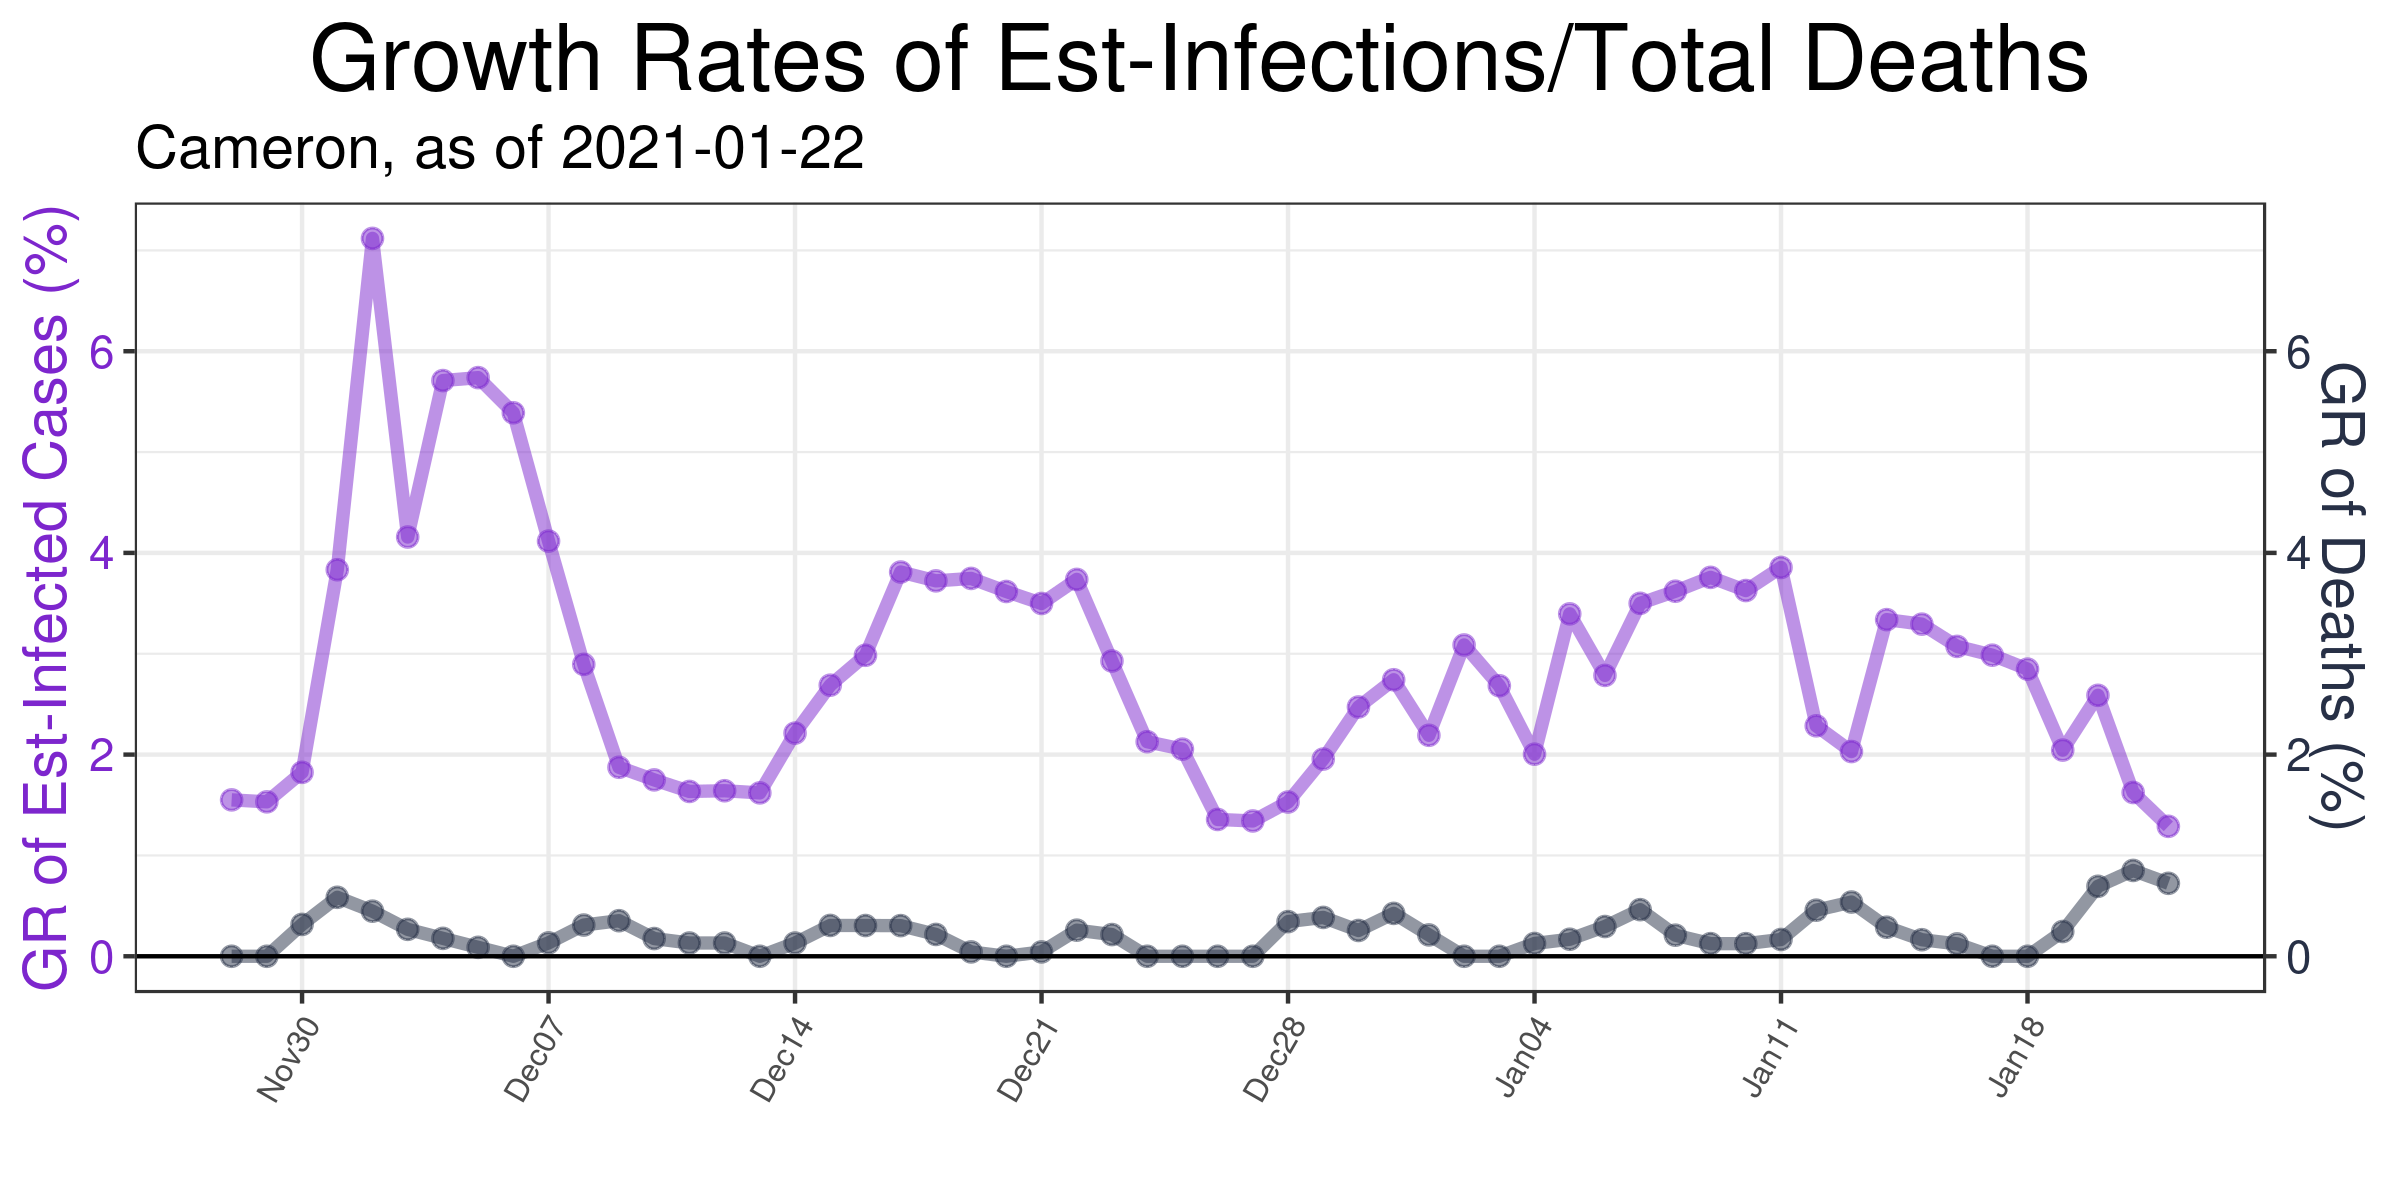 Growth Rates of Est-Infections/Total Deaths
Cameron, as of 2021-01-22
GR of Est-Infected Cases (%)
6
4
2
0
6
4
2
0
GR of Deaths (%)
Nov30
Dec07
Dec14
Dec21
Dec28
Jan04
Jan11
Jan18